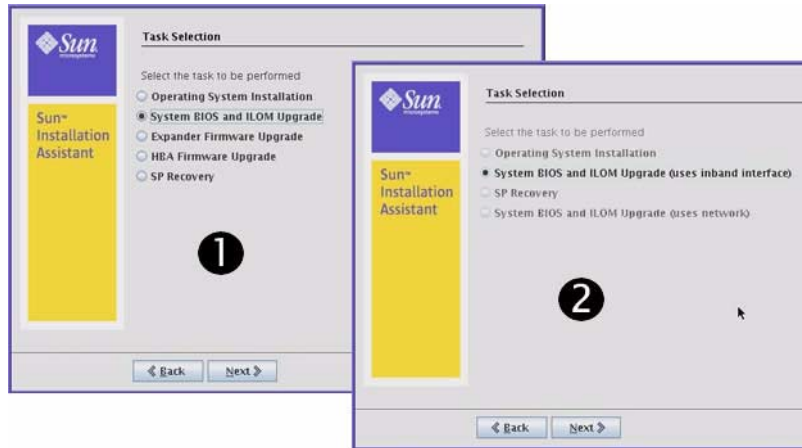 Sun
microsystems
Task Selection
Select the task to be performed
Operating System Installation
System BIOS and ILOM Upgrade
Expander Firmware Upgrade
HBA Firmware Upgrade
SP Recovery
Sun™
Installation
Assistant
1
Back
Next
Sun
microsystems
Task Selection
Select the task to be performed
Operating System Installation
System BIOS and ILOM Upgrade (uses inband interface)
SP Recovery
System BIOS and ILOM Upgrade (uses network)
Sun™
Installation
Assistant
2
Back
Next